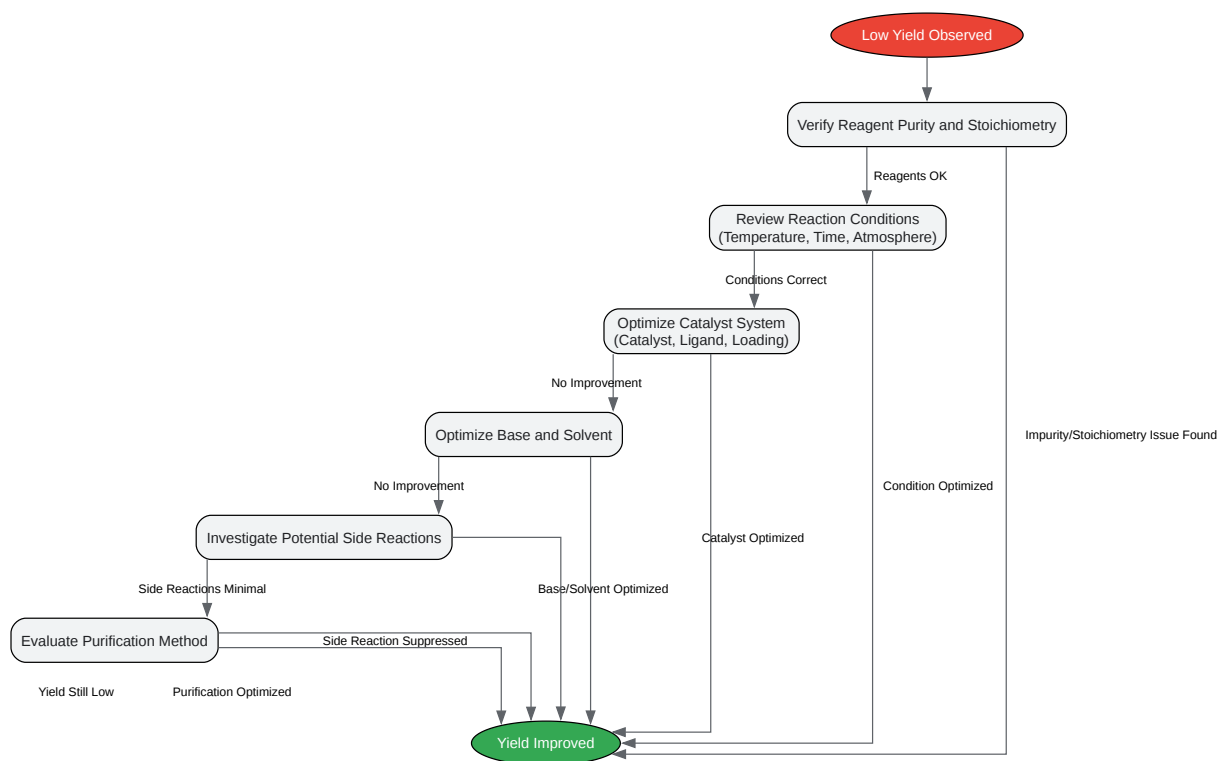 Low Yield Observed
Verify Reagent Purity and Stoichiometry
Reagents OK
Review Reaction Conditions
(Temperature, Time, Atmosphere)
Conditions Correct
Optimize Catalyst System
(Catalyst, Ligand, Loading)
No Improvement
Optimize Base and Solvent
Impurity/Stoichiometry Issue Found
No Improvement
Condition Optimized
Investigate Potential Side Reactions
Catalyst Optimized
Side Reactions Minimal
Base/Solvent Optimized
Evaluate Purification Method
Side Reaction Suppressed
Yield Still Low
Purification Optimized
Yield Improved